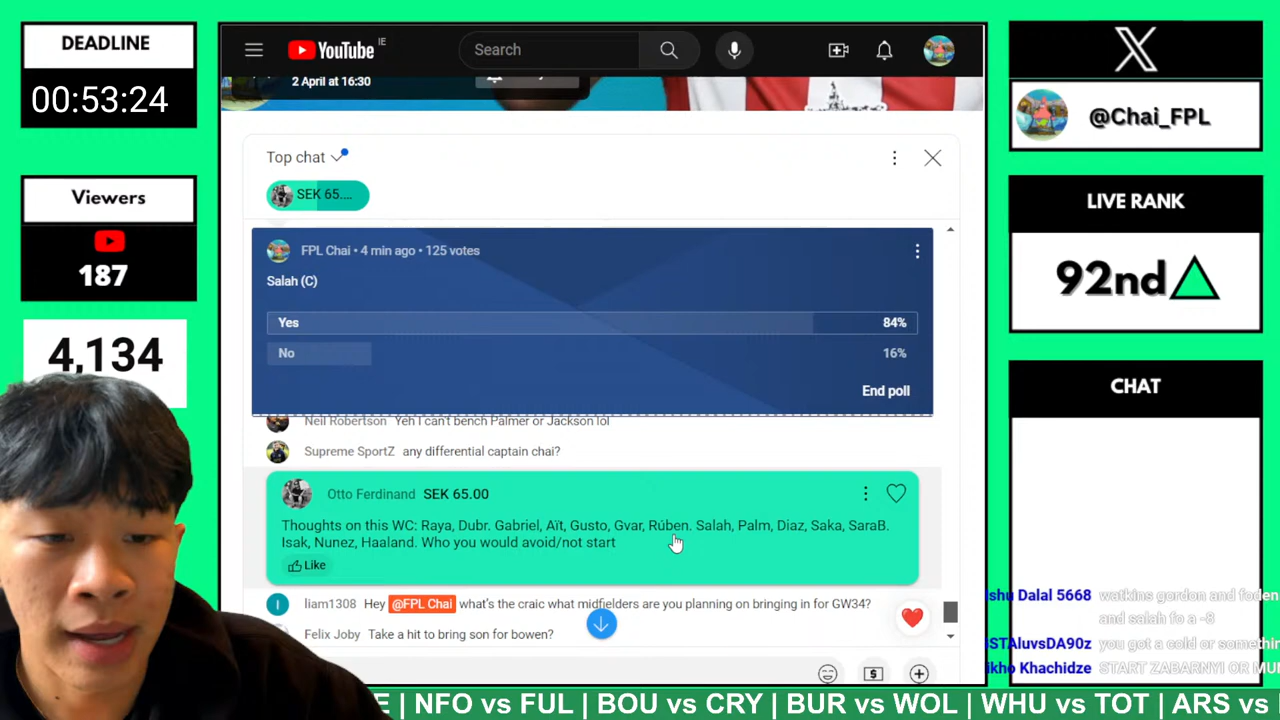 DEADLINE
00:53:24
Viewers
187
4,134
YouTube IE
Search
2 April at 16:30
Top chat
SEK 65....
FPL Chai • 4 min ago • 125 votes
Salah (C)
Yes 84%
No 16%
End poll
Neil Robertson Yeh I can't bench Palmer or Jackson lol
Supreme SportZ any differential captain chai?
Otto Ferdinand SEK 65.00
Thoughts on this WC: Raya, Dubr. Gabriel, Aït, Gusto, Gvar, Rúben. Salah, Palm, Diaz, Saka, SaraB.
Isak, Nunez, Haaland. Who you would avoid/not start
Like
liam1308 Hey @FPL Chai what's the craic what midfielders are you planning on bringing in for GW34?
Felix Joby Take a hit to bring son for bowen?
X
@Chai_FPL
LIVE RANK
92nd
CHAT
shu Dalal 5668 watkins gordon and foden
and salah fo a -8
STAluvsDA90z you got a cold or something
ikho Khachidze START ZABARNYI OR MU
E | NFO vs FUL | BOU vs CRY | BUR vs WOL | WHU vs TOT | ARS vs